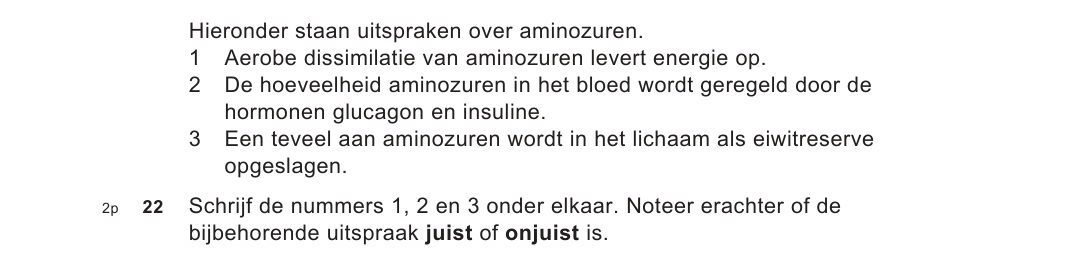 Hieronder staan uitspraken over aminozuren.
1 Aerobe dissimilatie van aminozuren levert energie op.
2 De hoeveelheid aminozuren in het bloed wordt geregeld door de
hormonen glucagon en insuline.
3 Een teveel aan aminozuren wordt in het lichaam als eiwitreserve
opgeslagen.
2p 22 Schrijf de nummers 1, 2 en 3 onder elkaar. Noteer erachter of de
bijbehorende uitspraak juist of onjuist is.